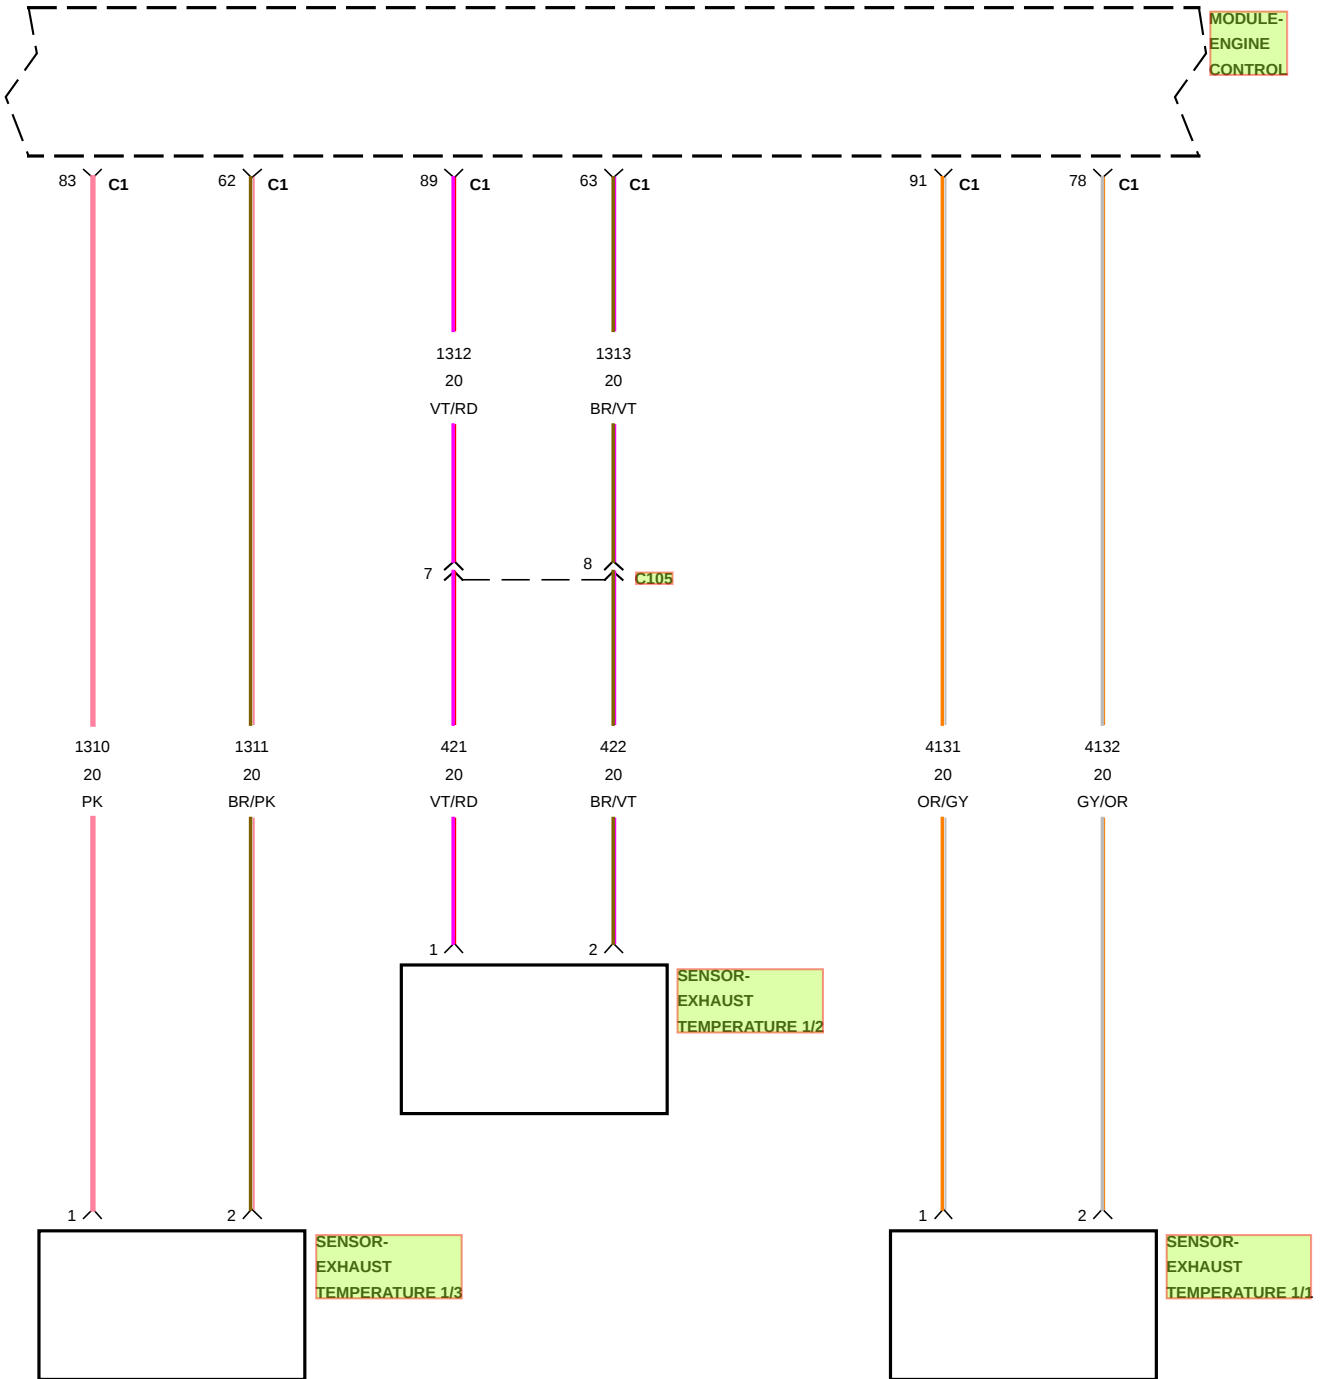 MODULE-
ENGINE
CONTROL
83 C1 62 C1 89 C1 63 C1 91 C1 78 C1
1312 1313
20 20
VT/RD BR/VT
7 8 C105
1310 1311 421 422 4131 4132
20 20 20 20 20 20
PK BR/PK VT/RD BR/VT OR/GY GY/OR
1 2
SENSOR-
EXHAUST
TEMPERATURE 1/2
1 2 1 2
SENSOR-
EXHAUST
TEMPERATURE 1/3
SENSOR-
EXHAUST
TEMPERATURE 1/1